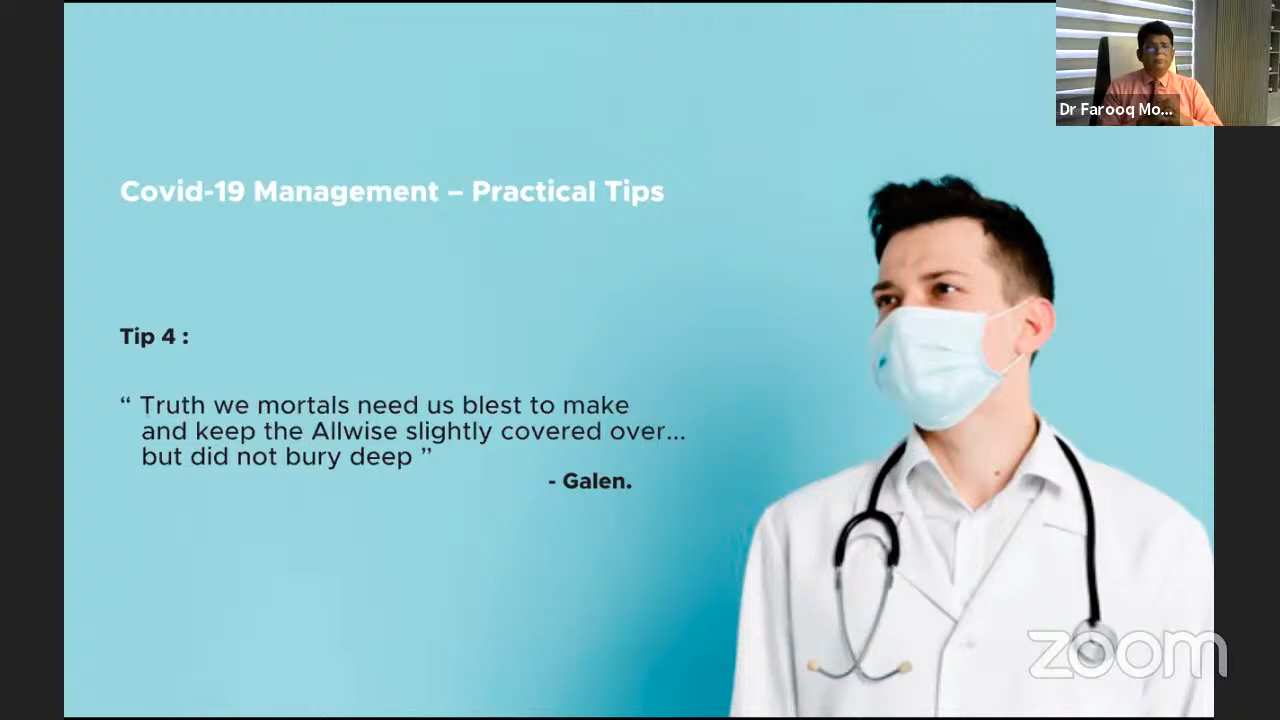 Dr Farooq Mo...
Covid-19 Management – Practical Tips
Tip 4 :
“ Truth we mortals need us blest to make
and keep the Allwise slightly covered over...
but did not bury deep ”
- Galen.
zoom